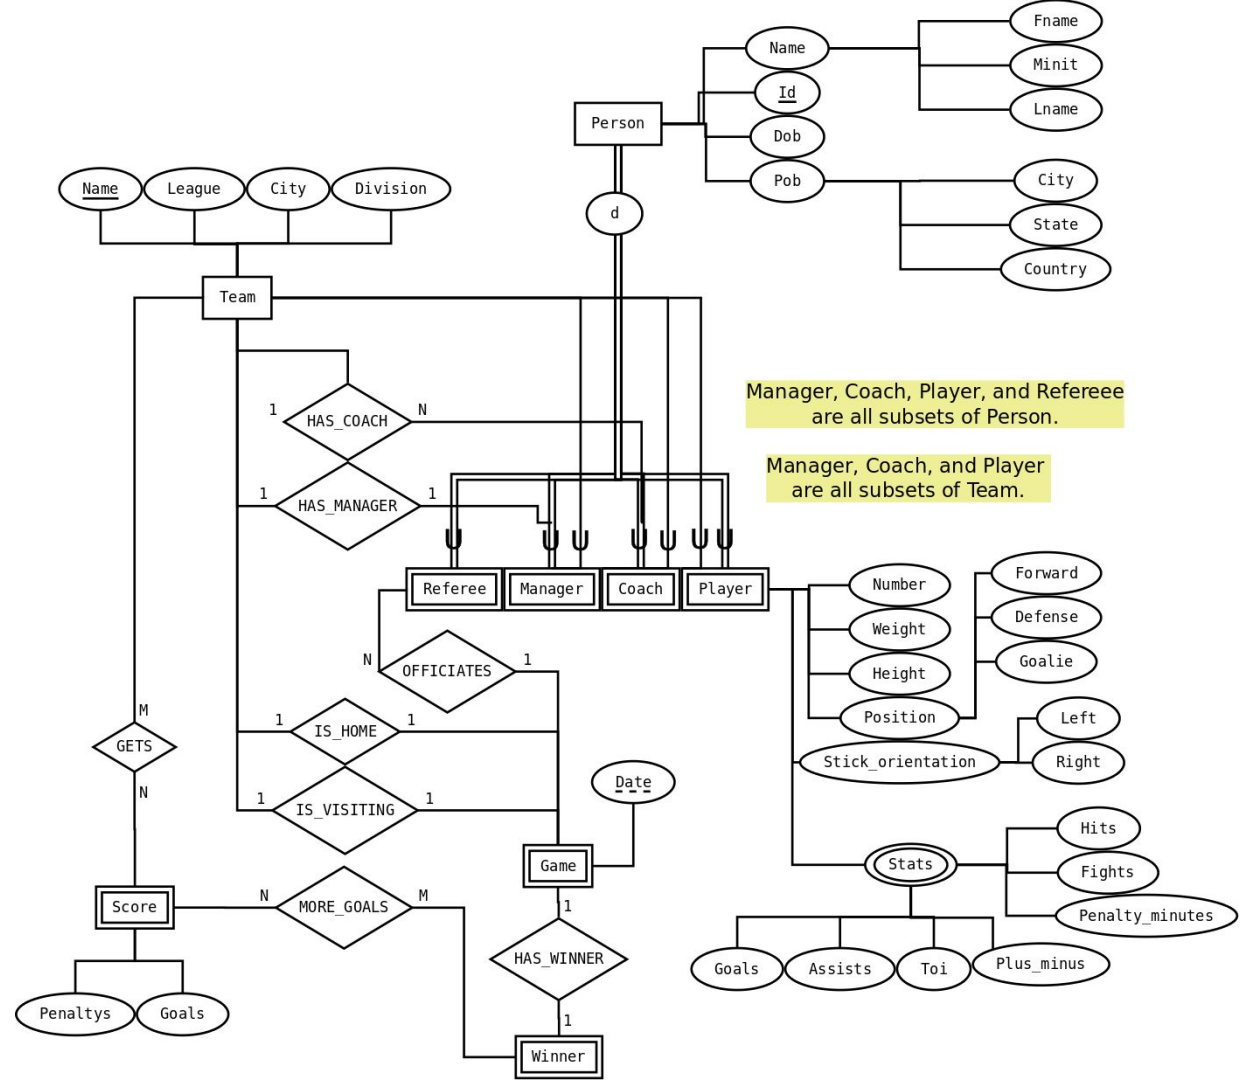 Fname
Name
Minit
Id
Lname
Person
Dob
Pob
City
State
Country
d
Name League City Division
Team
Manager, Coach, Player, and Refereee
are all subsets of Person.
1 HAS_COACH N
Manager, Coach, and Player
are all subsets of Team.
1 HAS_MANAGER 1
U U U U U U U
Referee Manager Coach Player
Number
Weight
Height
Position
Forward
Defense
Goalie
Stick_orientation
Left
Right
N OFFICIATES 1
M
GETS
N
1 IS_HOME 1
1 IS_VISITING 1
Date
Game
Stats
Hits
Fights
Penalty_minutes
Goals Assists Toi Plus_minus
Score
N MORE_GOALS M
1
HAS_WINNER
1
Winner
Penaltys Goals